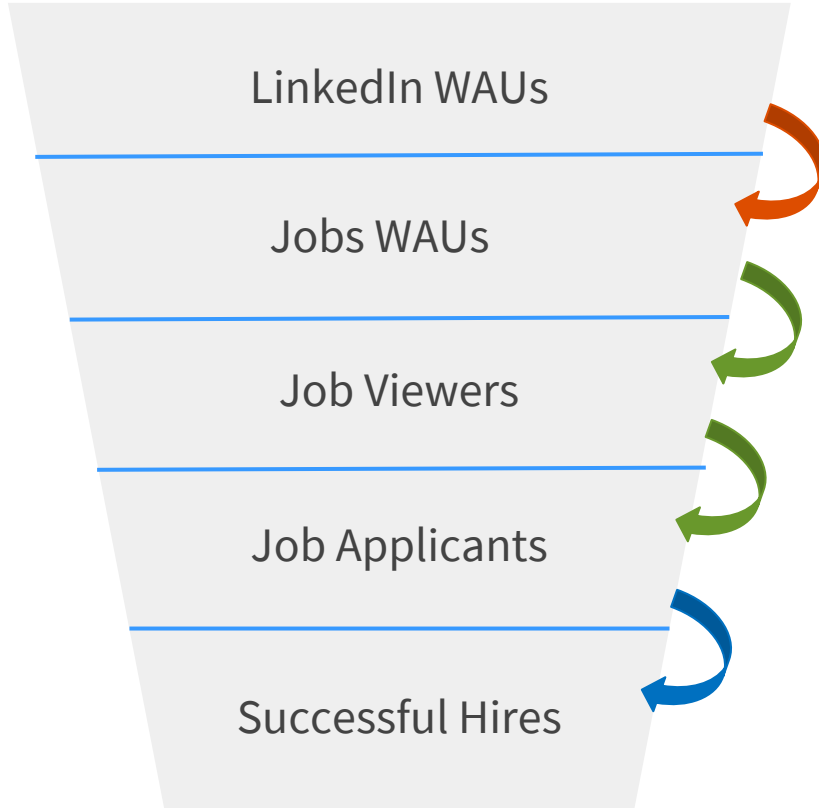 LinkedIn WAUs
Jobs WAUs
Job Viewers
Job Applicants
Successful Hires